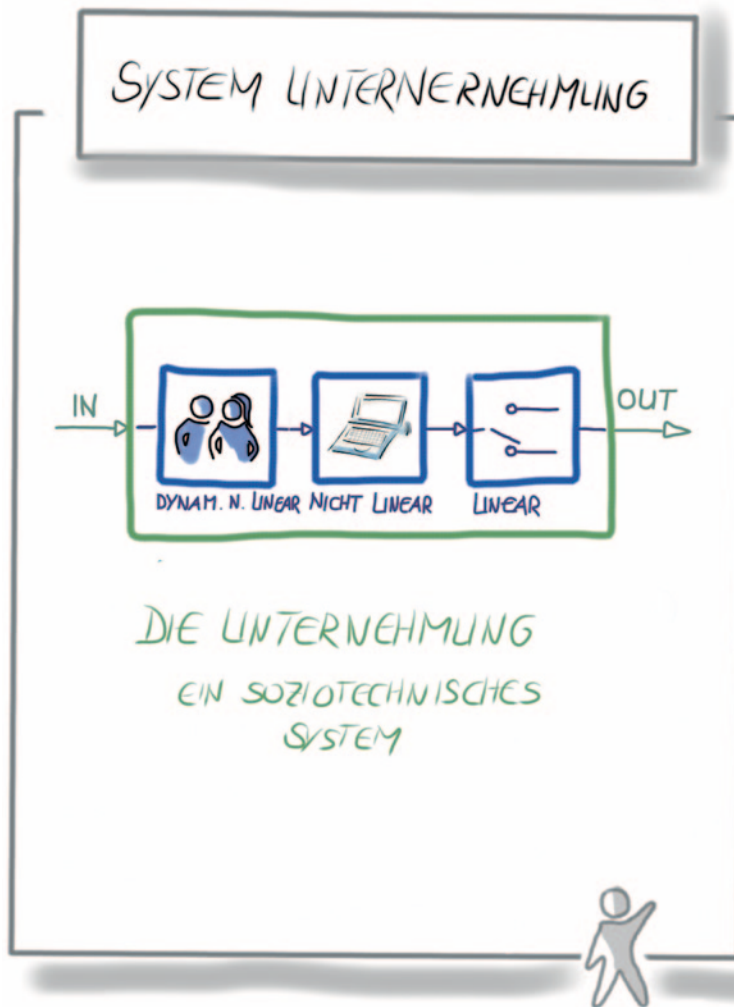 SYSTEM UNTERNERNEHMUNG
IN
OUT
DYNAM. N. LINEAR NICHT LINEAR LINEAR
DIE UNTERNEHMUNG
EIN SOZIOTECHNISCHES
SYSTEM